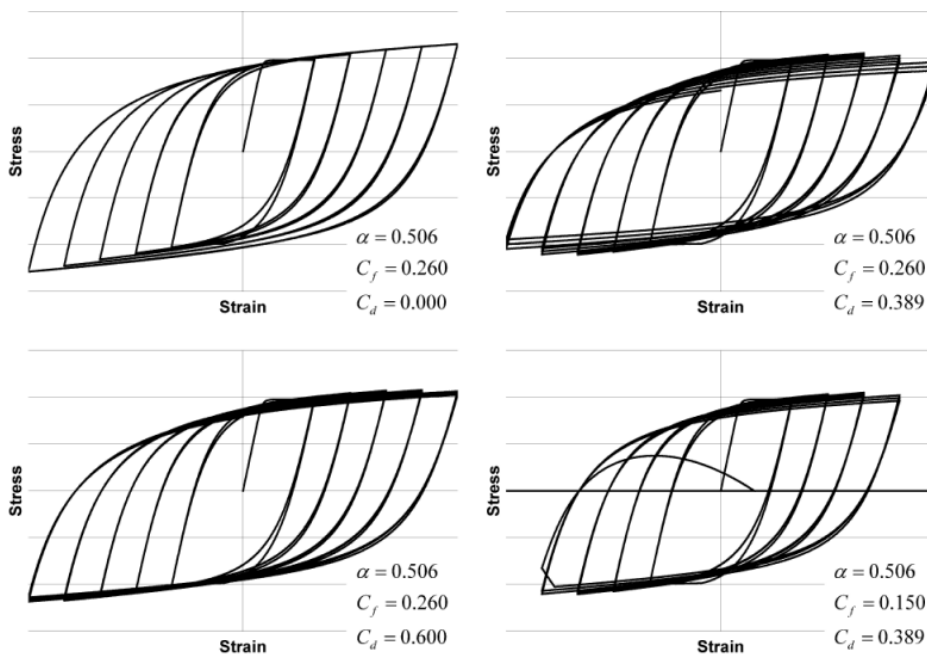 Stress
α = 0.506
C_f = 0.260
C_d = 0.000
Strain
Stress
α = 0.506
C_f = 0.260
C_d = 0.389
Strain
Stress
α = 0.506
C_f = 0.260
C_d = 0.600
Strain
Stress
α = 0.506
C_f = 0.150
C_d = 0.389
Strain